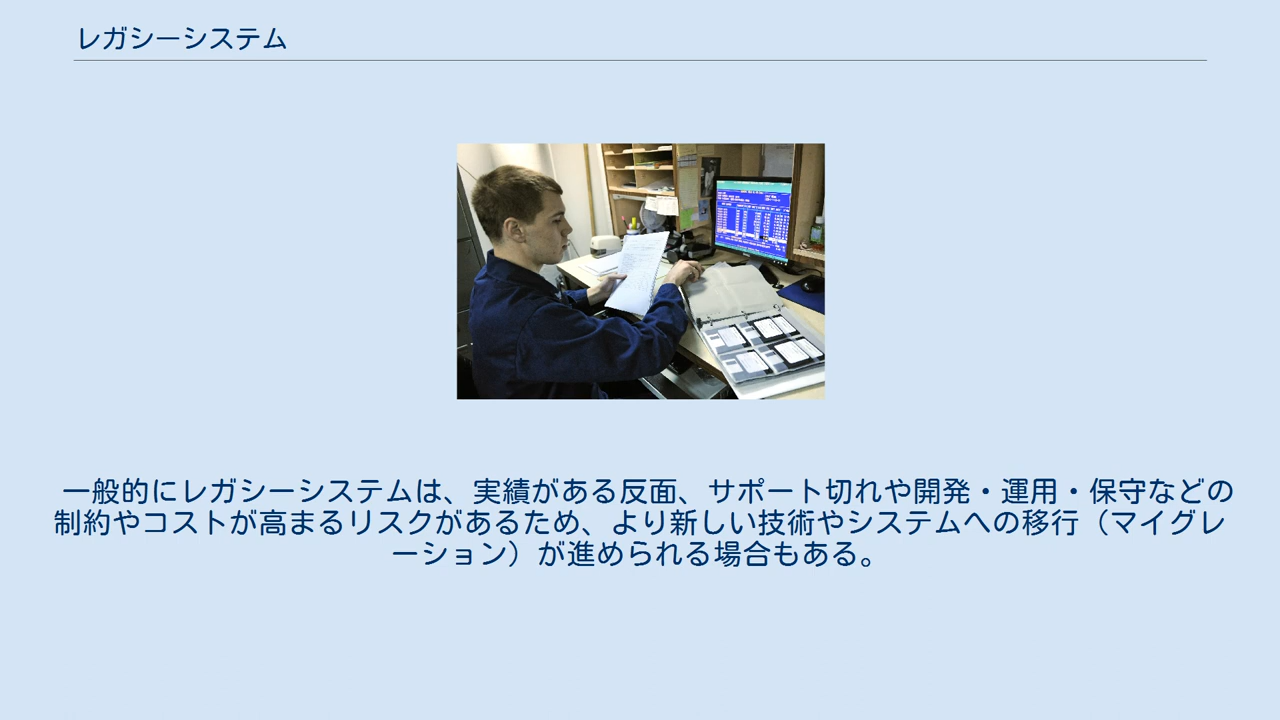 レガシーシステム
一般的にレガシーシステムは、実績がある反面、サポート切れや開発・運用・保守などの
制約やコストが高まるリスクがあるため、より新しい技術やシステムへの移行（マイグレ
ーション）が進められる場合もある。